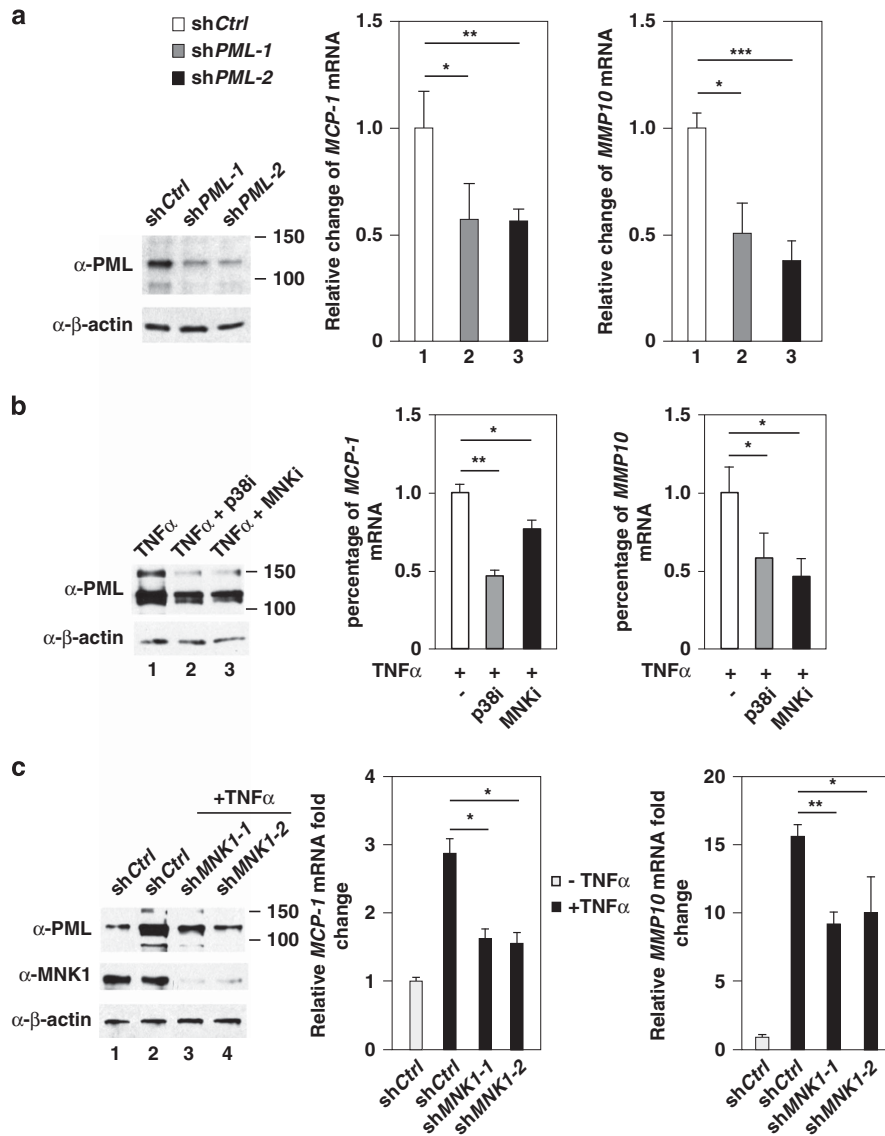 a
shCtrl
shPML-1
shPML-2
shCtrl
shPML-1
shPML-2
150
100
α-PML
α-β-actin
Relative change of MCP-1 mRNA
1.5
1.0
0.5
0
**
*
1 2 3
Relative change of MMP10 mRNA
1.5
1.0
0.5
0
***
*
1 2 3
b
TNFα
TNFα + p38i
TNFα + MNKi
150
100
α-PML
α-β-actin
1 2 3
percentage of MCP-1
mRNA
1.5
1.0
0.5
0
*
**
TNFα + + +
- p38i MNKi
percentage of MMP10
mRNA
1.5
1.0
0.5
0
*
*
TNFα + + +
- p38i MNKi
c
+TNFα
shCtrl
shCtrl
shMNK1-1
shMNK1-2
150
100
α-PML
α-MNK1
α-β-actin
1 2 3 4
Relative MCP-1 mRNA fold
change
4
3
2
1
0
*
*
shCtrl
shCtrl
shMNK1-1
shMNK1-2
- TNFα
+TNFα
Relative MMP10 mRNA fold
change
20
15
10
5
0
*
**
shCtrl
shCtrl
shMNK1-1
shMNK1-2